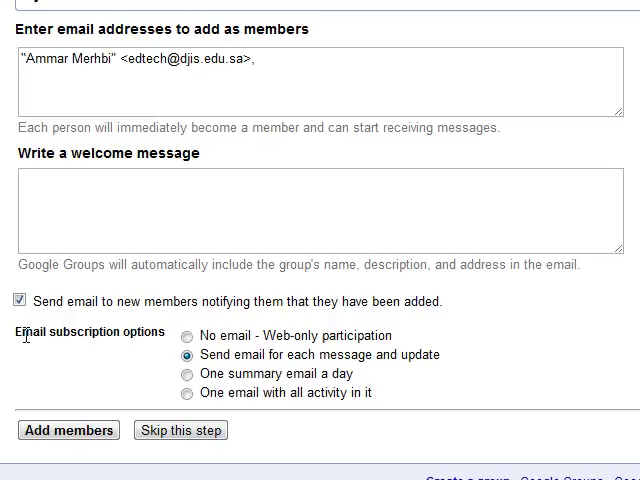 Enter email addresses to add as members
"Ammar Merhbi" <edtech@djis.edu.sa>,
Each person will immediately become a member and can start receiving messages.
Write a welcome message
Google Groups will automatically include the group's name, description, and address in the email.
Send email to new members notifying them that they have been added.
Email subscription options
No email - Web-only participation
Send email for each message and update
One summary email a day
One email with all activity in it
Add members
Skip this step